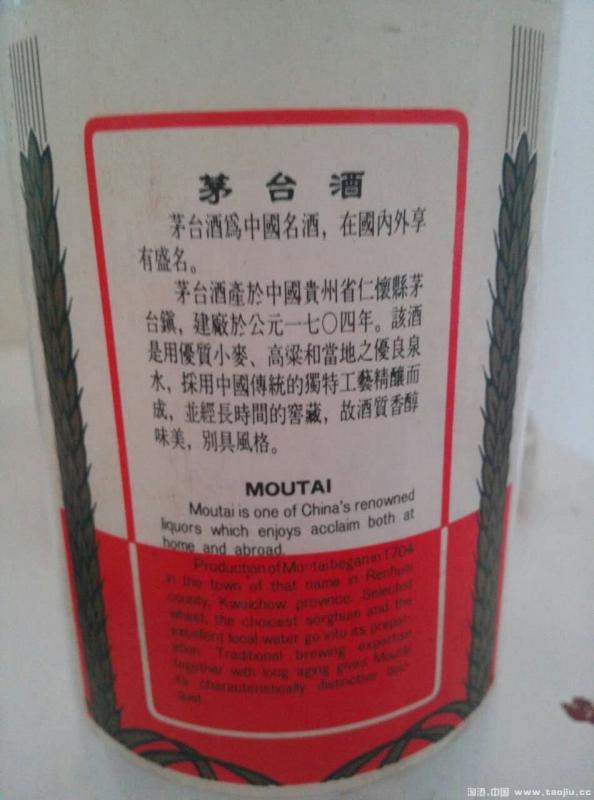 茅台酒
茅台酒爲中國名酒，在國內外享
有盛名。
茅台酒產於中國貴州省仁懷縣茅
台鎭，建廠於公元一七〇四年。該酒
是用優質小麥、高粱和當地之優良泉
水，採用中國傳統的獨特工藝精釀而
成，並經長時間的窖藏，故酒質香醇
味美，別具風格。
MOUTAI
Moutai is one of China's renowned
liquors which enjoys acclaim both at
home and abroad.
Production of Moutai began in 1704
in the town of that name in Renhuai
county, Kweichow province. Selected
wheat, the choicest sorghum and the
excellent local water go into its prepar-
ation. Traditional brewing expertise
together with long aging gives Moutai
its characteristically distinctive bou-
quet.
淘酒.中国 www.taojiu.cc